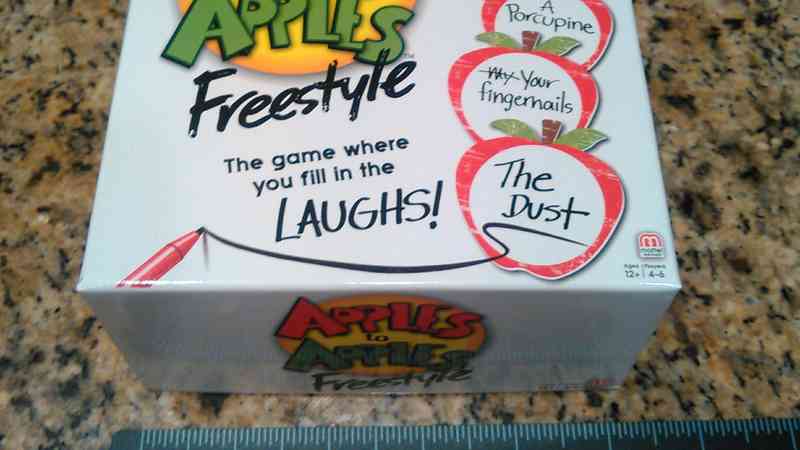 APPLES
Freestyle
The game where
you fill in the
LAUGHS!
A
Porcupine
My Your
fingernails
The
Dust
mattel
Ages Players
12+ 4-6
APPLES
to
APPLES
Freestyle